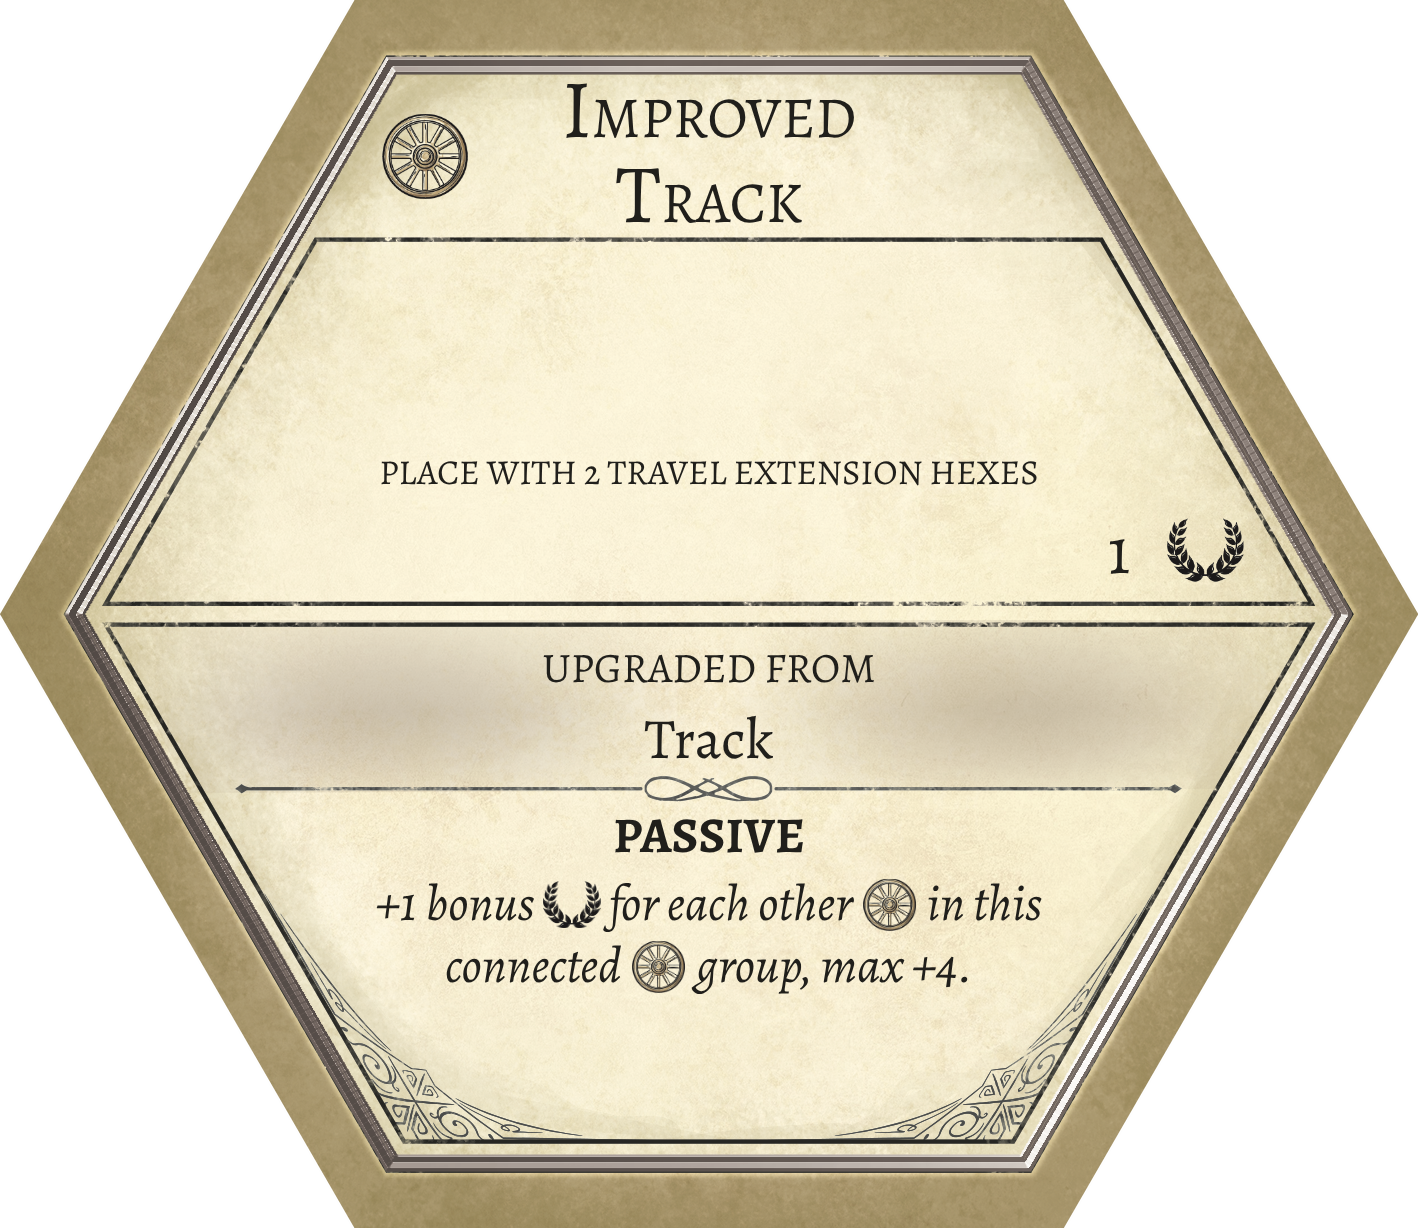 Improved
Track
PLACE WITH 2 TRAVEL EXTENSION HEXES
1
UPGRADED FROM
Track
PASSIVE
+1 bonus for each other in this
connected group, max +4.